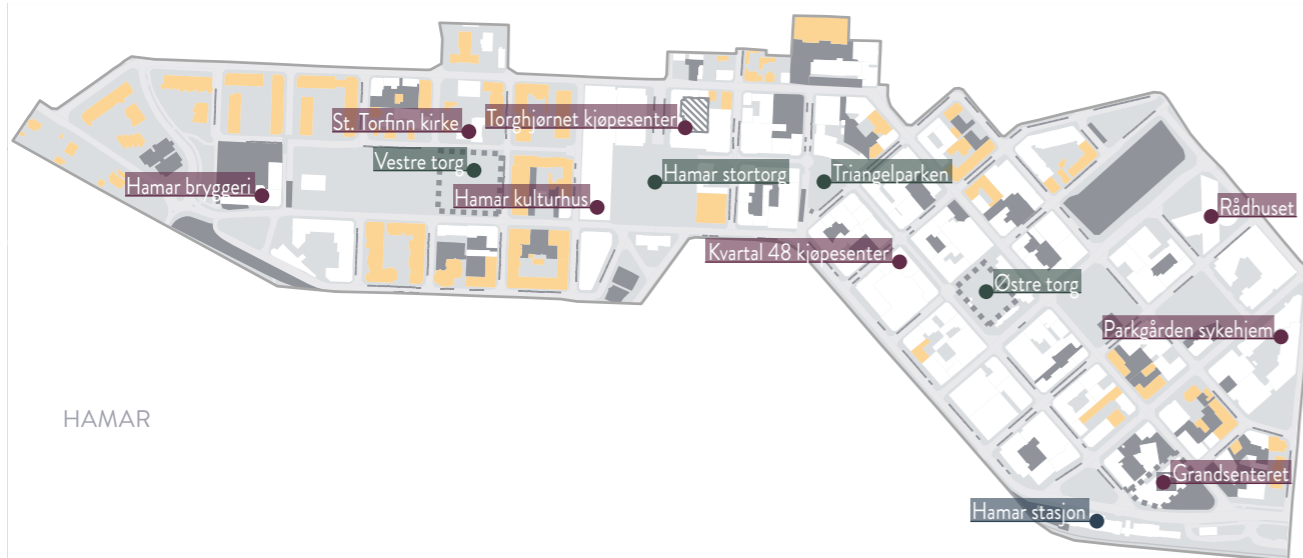 St. Torfinn kirke
Torghjørnet kjøpesenter
Vestre torg
Hamar bryggeri
Hamar kulturhus
Hamar stortorg
Triangelparken
Rådhuset
Kvartal 48 kjøpesenter
Østre torg
Parkgården sykehjem
HAMAR
Grandsenteret
Hamar stasjon